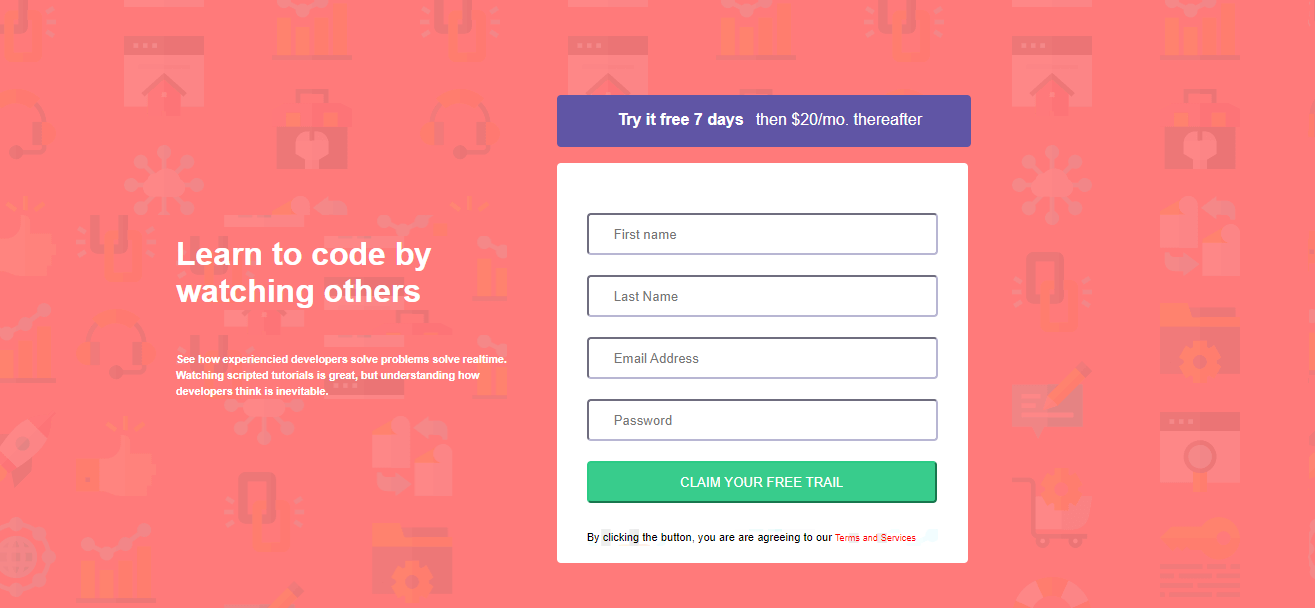 Try it free 7 days then $20/mo. thereafter
Learn to code by
watching others
See how experiencied developers solve problems solve realtime.
Watching scripted tutorials is great, but understanding how
developers think is inevitable.
First name
Last Name
Email Address
Password
CLAIM YOUR FREE TRAIL
By clicking the button, you are are agreeing to our Terms and Services